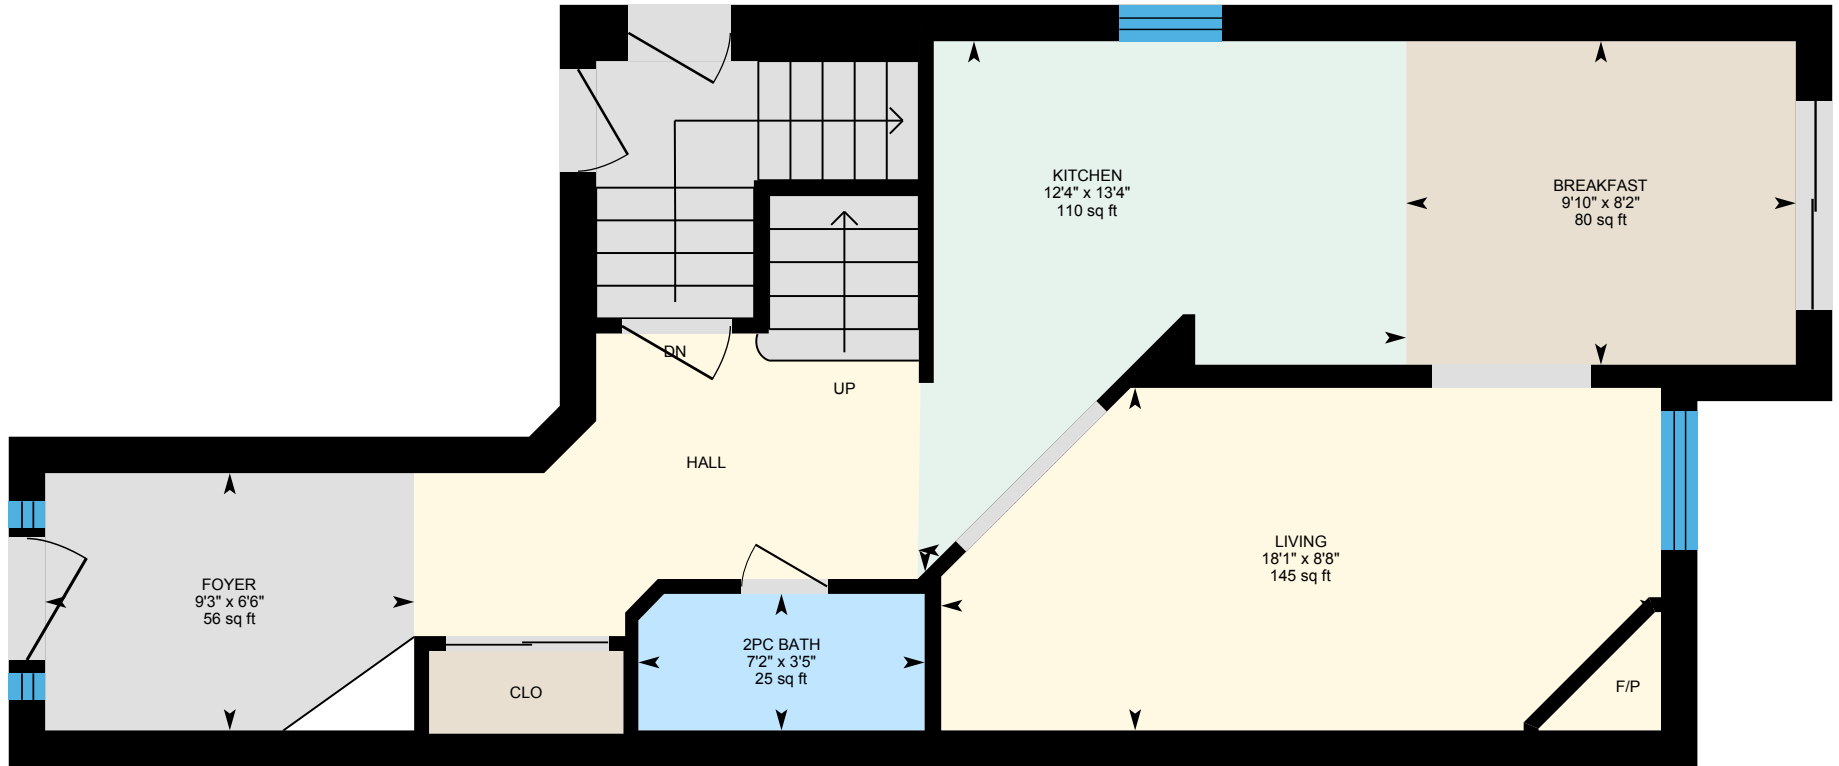 KITCHEN
12'4" x 13'4"
110 sq ft
BREAKFAST
9'10" x 8'2"
80 sq ft
DN
UP
HALL
LIVING
18'1" x 8'8"
145 sq ft
FOYER
9'3" x 6'6"
56 sq ft
2PC BATH
7'2" x 3'5"
25 sq ft
CLO
F/P